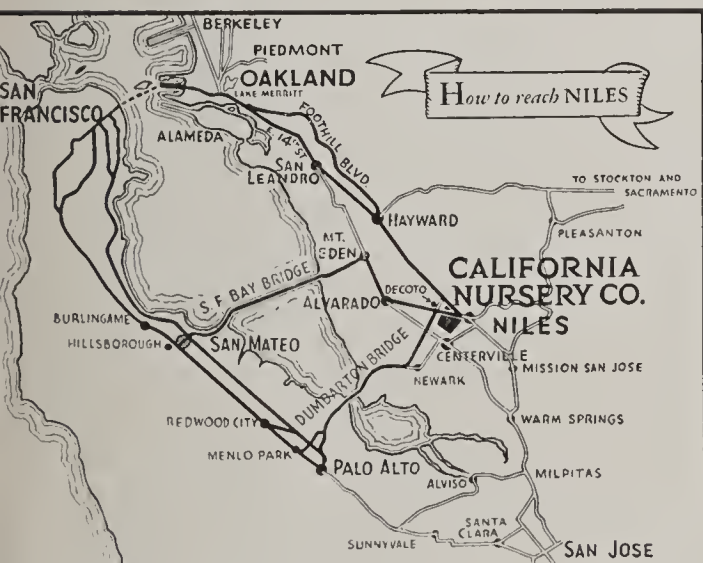 BERKELEY
PIEDMONT
OAKLAND
LAKE MERRITT
SAN
FRANCISCO
How to reach NILES
ALAMEDA
E. 14TH ST
FOOTHILL BLVD.
SAN
LEANDRO
TO STOCKTON AND
SACRAMENTO
HAYWARD
PLEASANTON
MT.
EDEN
S.F. BAY BRIDGE
DECOTO
CALIFORNIA
NURSERY CO.
NILES
ALVARADO
BURLINGAME
HILLSBOROUGH
SAN MATEO
CENTERVILLE
DUMBARTON BRIDGE
NEWARK
MISSION SAN JOSE
REDWOOD CITY
WARM SPRINGS
MENLO PARK
PALO ALTO
ALVISO
MILPITAS
SANTA
CLARA
SUNNYVALE
SAN JOSE